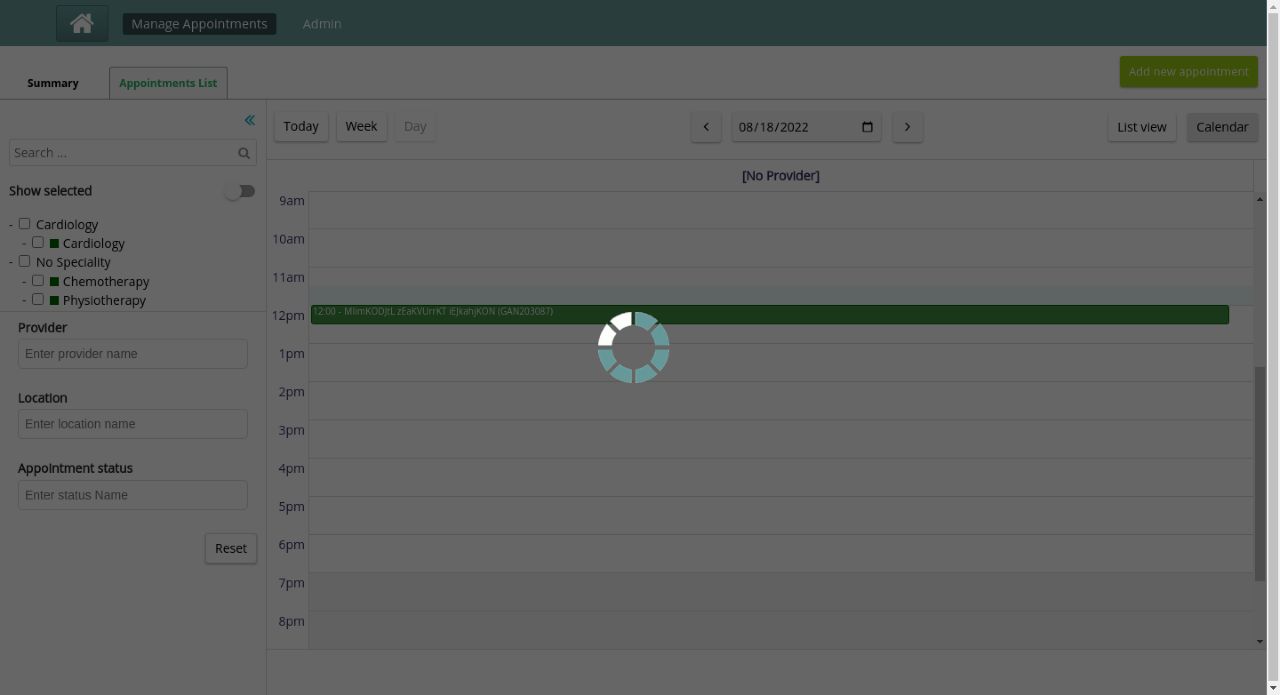 Manage Appointments
Admin
Summary
Appointments List
Add new appointment
Today
Week
Day
08/18/2022
List view
Calendar
Search ...
Show selected
- Cardiology
- Cardiology
- No Speciality
- Chemotherapy
- Physiotherapy
Provider
Enter provider name
Location
Enter location name
Appointment status
Enter status Name
Reset
[No Provider]
9am
10am
11am
12pm
12:00 - MlimKODJtL zEaKVUrrKT iEJkahjKON (GAN203087)
1pm
2pm
3pm
4pm
5pm
6pm
7pm
8pm